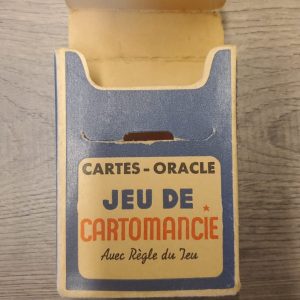 CARTES - ORACLE
JEU DE
CARTOMANCIE
Avec Règle du Jeu